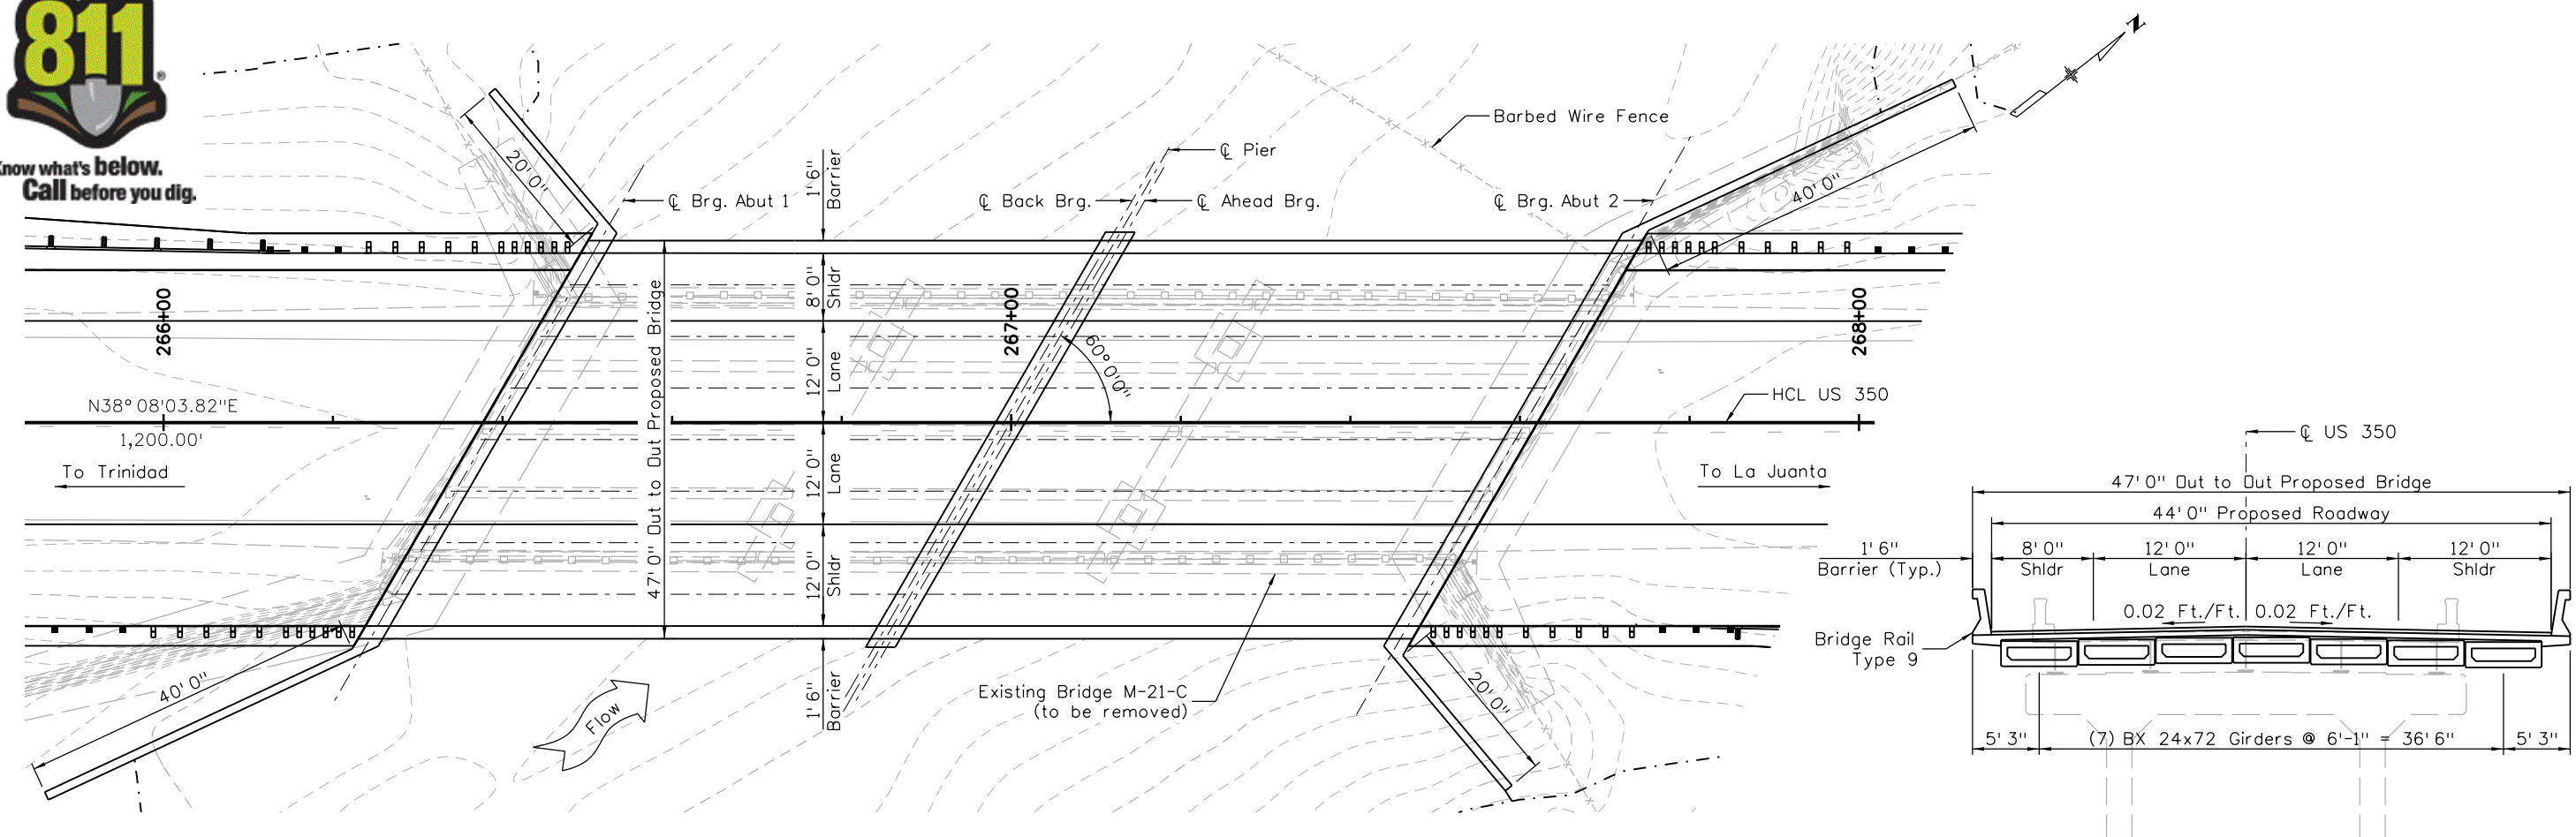 811®
Know what's below.
Call before you dig.
N
20'0"
℄ Brg. Abut 1
1'6"
Barrier
℄ Pier
℄ Back Brg.
℄ Ahead Brg.
Barbed Wire Fence
℄ Brg. Abut 2
40'0"
266+00
47'0" Out to Out Proposed Bridge
8'0"
Shldr
12'0"
Lane
267+00
60°0'0"
268+00
HCL US 350
N38°08'03.82"E
1,200.00'
To Trinidad
12'0"
Lane
To La Juanta
12'0"
Shldr
40'0"
Flow
1'6"
Barrier
Existing Bridge M-21-C
(to be removed)
20'0"
℄ US 350
47'0" Out to Out Proposed Bridge
44'0" Proposed Roadway
1'6"
Barrier (Typ.)
8'0"
Shldr
12'0"
Lane
12'0"
Lane
12'0"
Shldr
0.02 Ft./Ft.
0.02 Ft./Ft.
Bridge Rail
Type 9
5'3"
(7) BX 24x72 Girders @ 6'-1" = 36'6"
5'3"